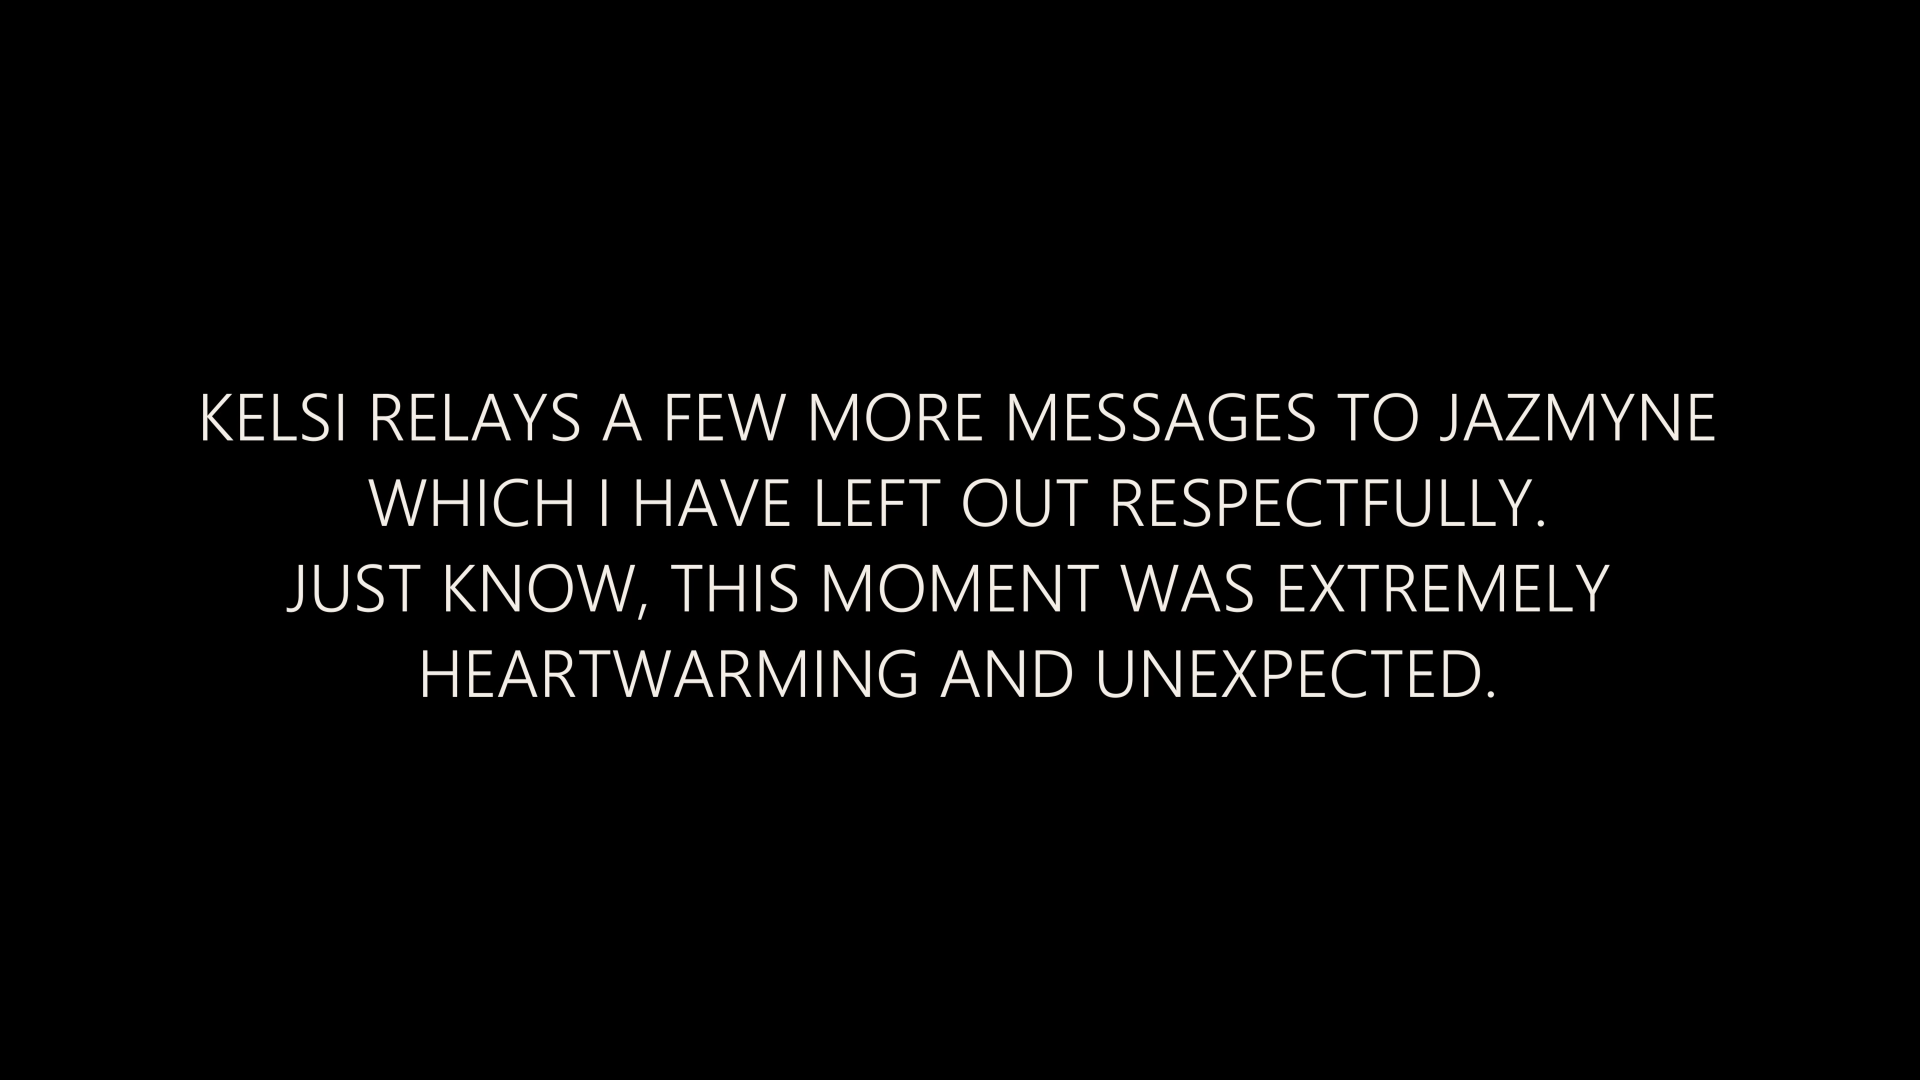 KELSI RELAYS A FEW MORE MESSAGES TO JAZMYNE
WHICH I HAVE LEFT OUT RESPECTFULLY.
JUST KNOW, THIS MOMENT WAS EXTREMELY
HEARTWARMING AND UNEXPECTED.